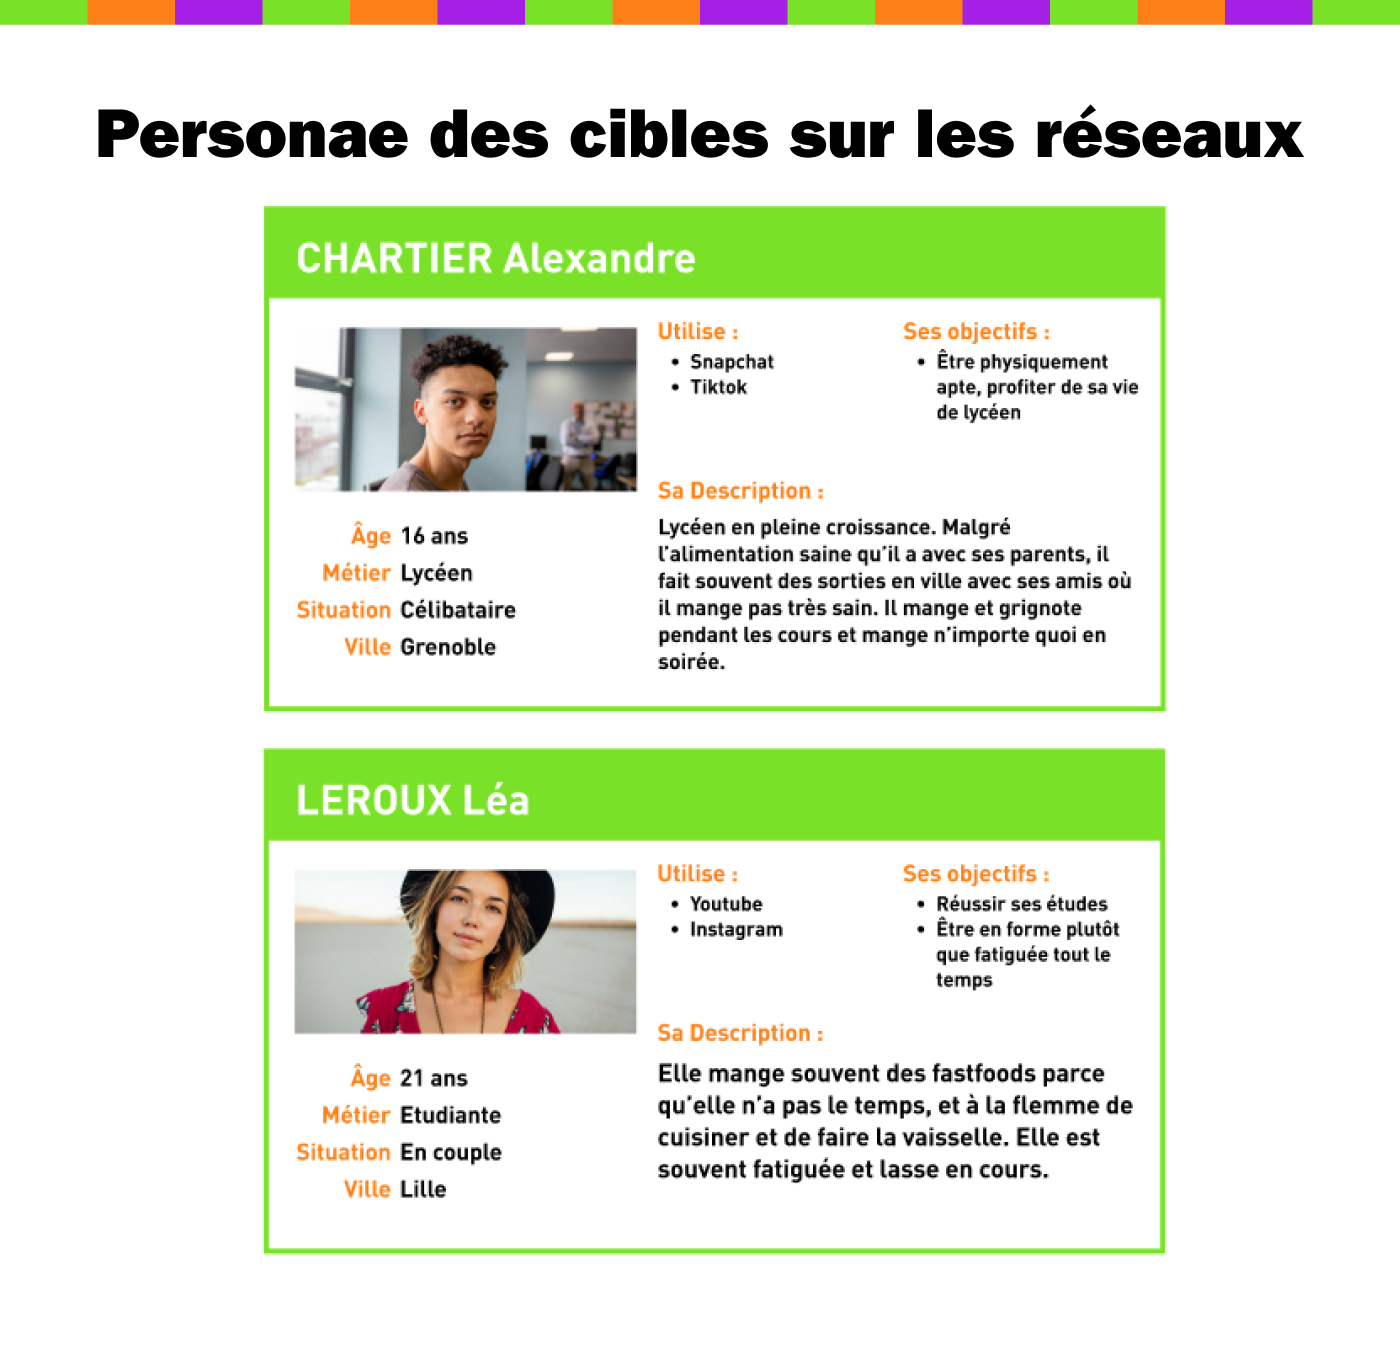 Personae des cibles sur les réseaux
CHARTIER Alexandre
Utilise :
• Snapchat
• Tiktok
Ses objectifs :
• Être physiquement
apte, profiter de sa vie
de lycéen
Âge 16 ans
Métier Lycéen
Situation Célibataire
Ville Grenoble
Sa Description :
Lycéen en pleine croissance. Malgré
l'alimentation saine qu'il a avec ses parents, il
fait souvent des sorties en ville avec ses amis où
il mange pas très sain. Il mange et grignote
pendant les cours et mange n'importe quoi en
soirée.
LEROUX Léa
Utilise :
• Youtube
• Instagram
Ses objectifs :
• Réussir ses études
• Être en forme plutôt
que fatiguée tout le
temps
Âge 21 ans
Métier Etudiante
Situation En couple
Ville Lille
Sa Description :
Elle mange souvent des fastfoods parce
qu'elle n'a pas le temps, et à la flemme de
cuisiner et de faire la vaisselle. Elle est
souvent fatiguée et lasse en cours.